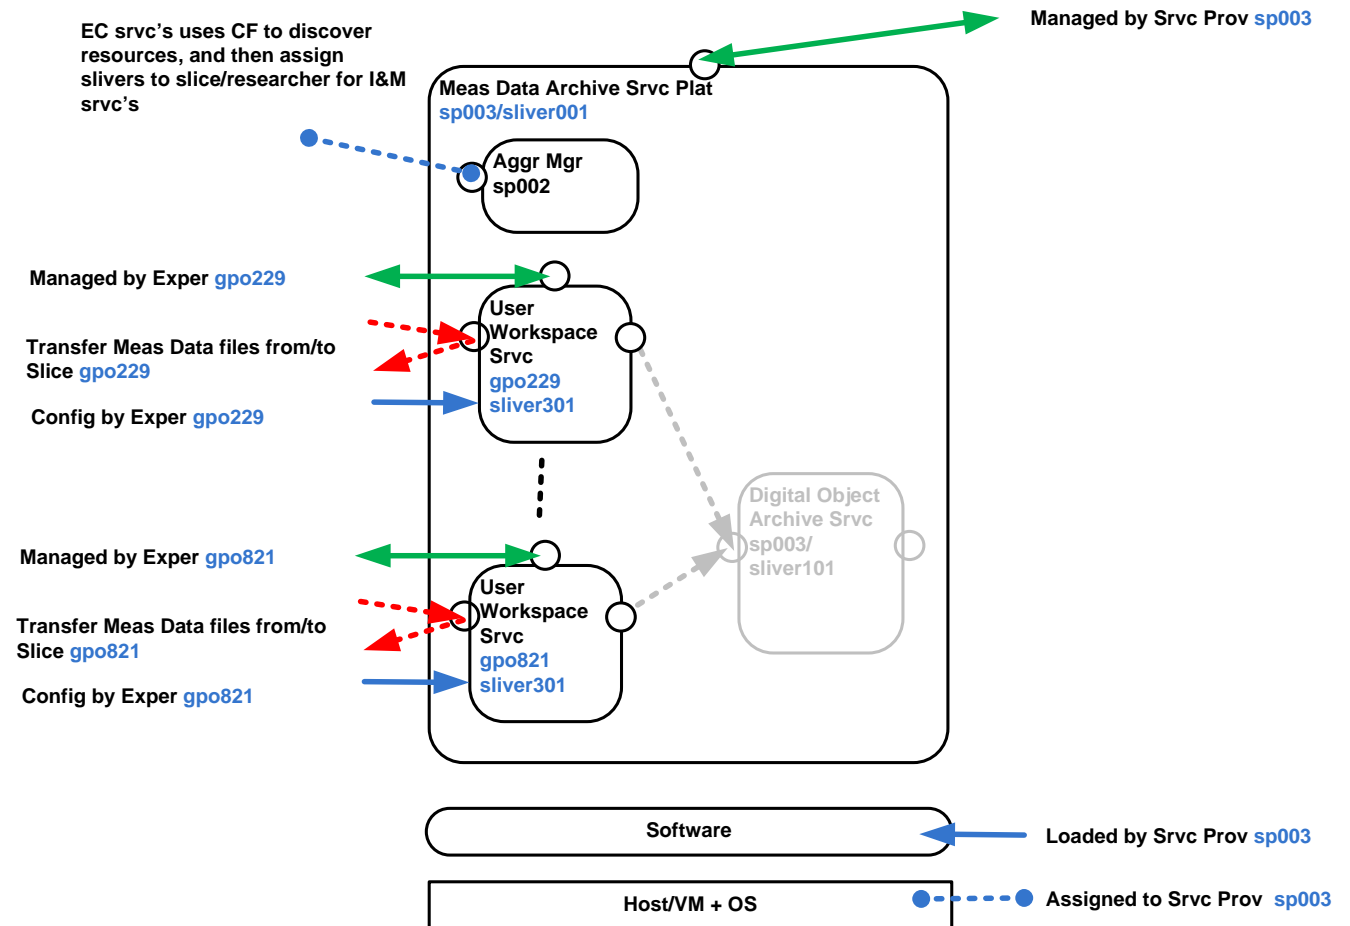 EC srvc's uses CF to discover
resources, and then assign
slivers to slice/researcher for I&M
srvc's
Managed by Srvc Prov sp003
Meas Data Archive Srvc Plat
sp003/sliver001
Aggr Mgr
sp002
Managed by Exper gpo229
Transfer Meas Data files from/to
Slice gpo229
Config by Exper gpo229
User
Workspace
Srvc
gpo229
sliver301
Digital Object
Archive Srvc
sp003/
sliver101
Managed by Exper gpo821
Transfer Meas Data files from/to
Slice gpo821
Config by Exper gpo821
User
Workspace
Srvc
gpo821
sliver301
Software
Loaded by Srvc Prov sp003
Host/VM + OS
Assigned to Srvc Prov sp003